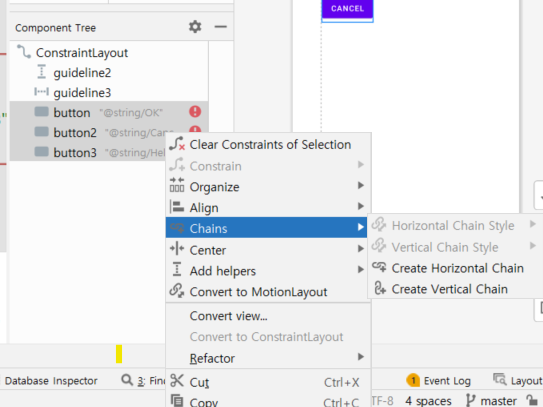 CANCEL
Component Tree
ConstraintLayout
guideline2
guideline3
button "@string/OK"
button2 "@string/Can
button3 "@string/Hel
Clear Constraints of Selection
Constrain
Organize
Align
Chains
Horizontal Chain Style
Vertical Chain Style
Create Horizontal Chain
Create Vertical Chain
Center
Add helpers
Convert to MotionLayout
Convert view...
Convert to ConstraintLayout
Refactor
Cut Ctrl+X
Copy Ctrl+C
Database Inspector
3: Find
1 Event Log
Layout
TF-8 4 spaces master